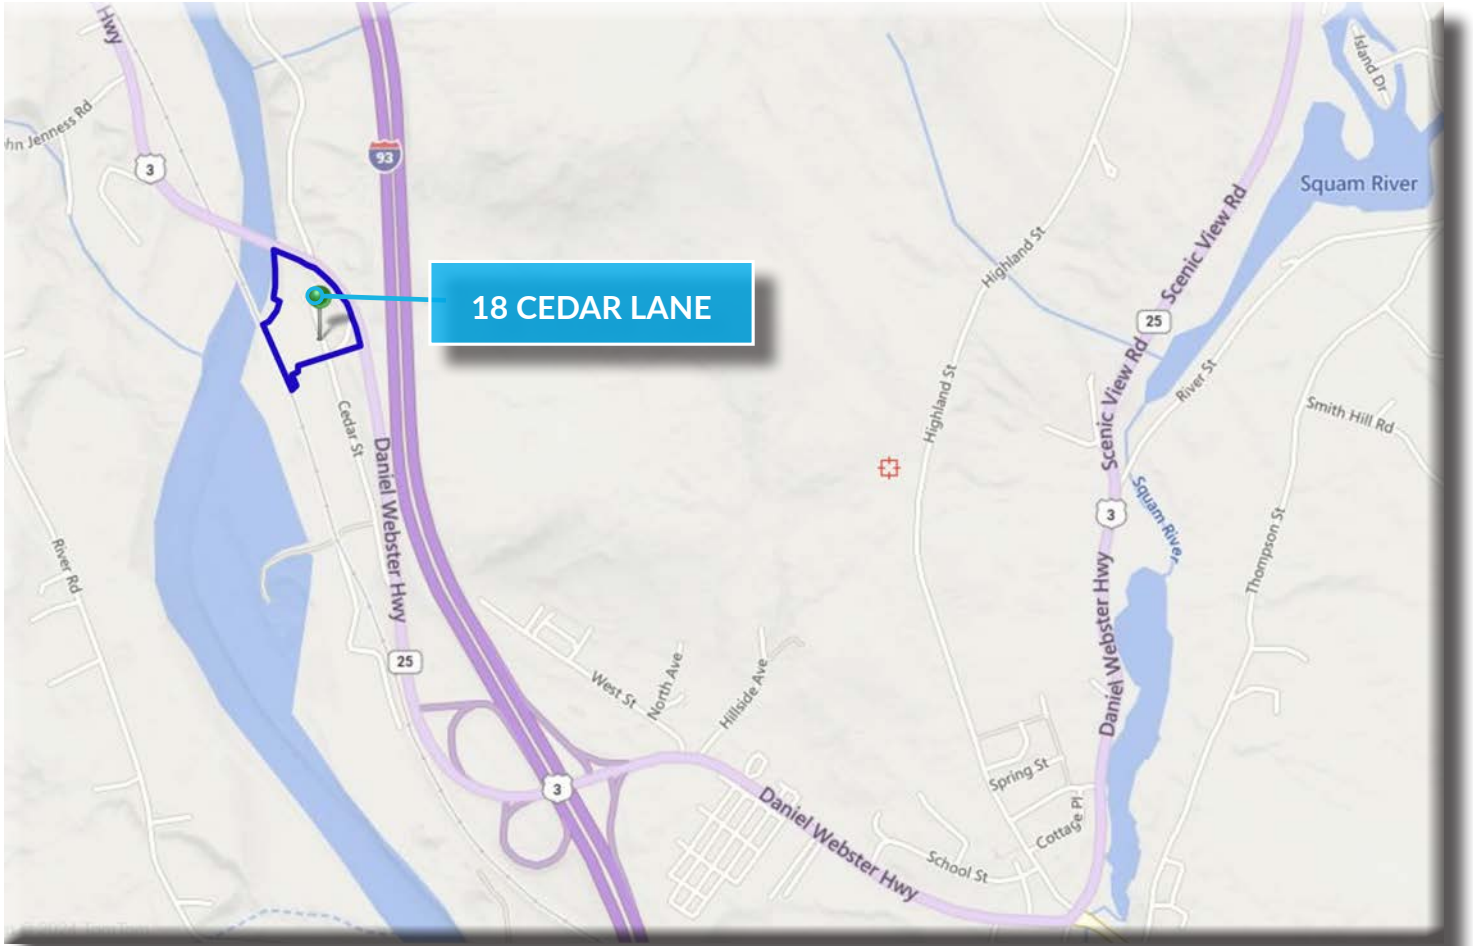 Hwy
hn Jenness Rd
3
93
Island Dr
Squam River
Scenic View Rd
Highland St
18 CEDAR LANE
25
Scenic View Rd
River St
Highland St
Smith Hill Rd
Cedar St
Daniel Webster Hwy
Squam River
3
Thompson St
River Rd
Daniel Webster Hwy
25
West St
North Ave
Hillside Ave
3
Spring St
Daniel Webster Hwy
Cottage Pl
School St
© 2024 TomTom